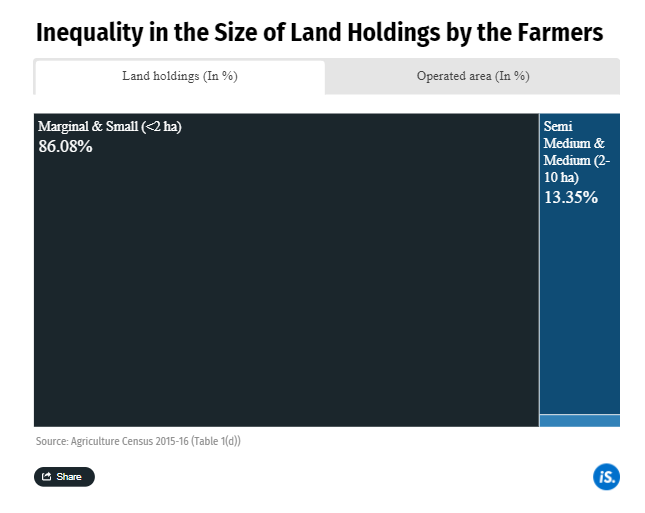 Inequality in the Size of Land Holdings by the Farmers
Land holdings (In %)
Operated area (In %)
Marginal & Small (<2 ha)
86.08%
Semi
Medium &
Medium (2-
10 ha)
13.35%
Source: Agriculture Census 2015-16 (Table 1(d))
Share
iS.